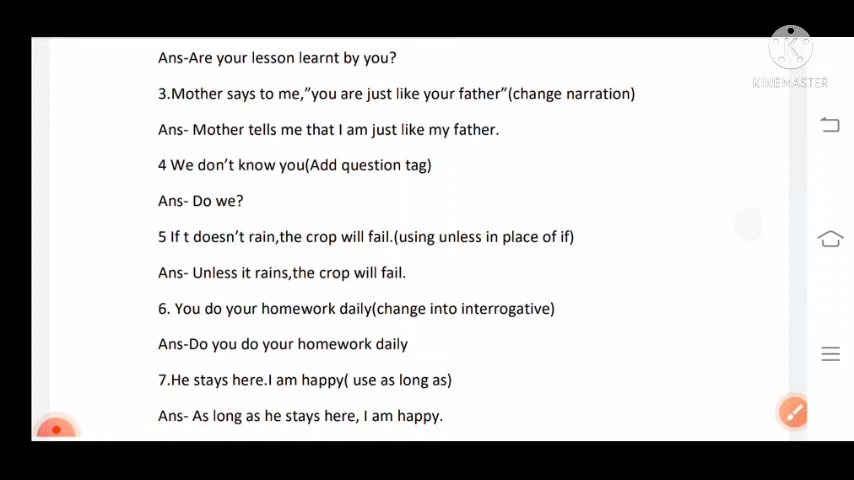 Ans-Are your lesson learnt by you?
KINEMASTER
3.Mother says to me,”you are just like your father”(change narration)
Ans- Mother tells me that I am just like my father.
4 We don’t know you(Add question tag)
Ans- Do we?
5 If t doesn’t rain,the crop will fail.(using unless in place of if)
Ans- Unless it rains,the crop will fail.
6. You do your homework daily(change into interrogative)
Ans-Do you do your homework daily
7.He stays here.I am happy( use as long as)
Ans- As long as he stays here, I am happy.